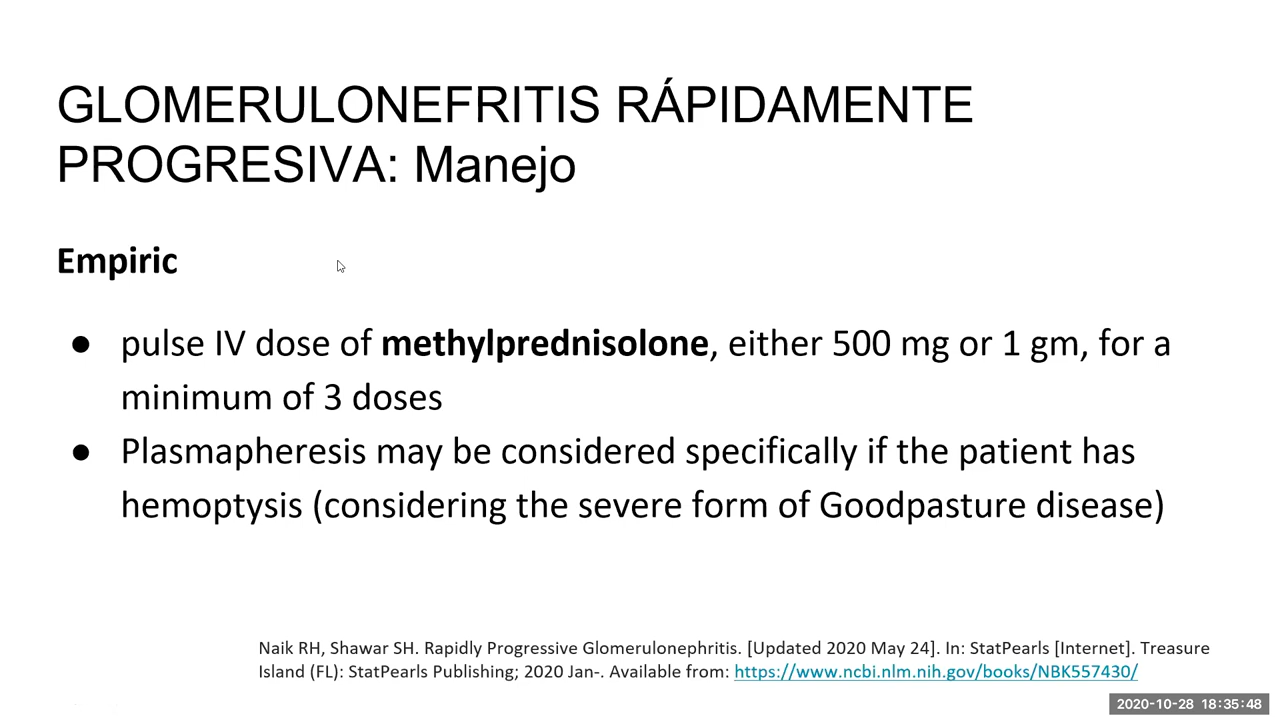 GLOMERULONEFRITIS RÁPIDAMENTE
PROGRESIVA: Manejo
Empiric
● pulse IV dose of methylprednisolone, either 500 mg or 1 gm, for a
minimum of 3 doses
● Plasmapheresis may be considered specifically if the patient has
hemoptysis (considering the severe form of Goodpasture disease)
Naik RH, Shawar SH. Rapidly Progressive Glomerulonephritis. [Updated 2020 May 24]. In: StatPearls [Internet]. Treasure
Island (FL): StatPearls Publishing; 2020 Jan-. Available from: https://www.ncbi.nlm.nih.gov/books/NBK557430/
2020-10-28 18:35:48